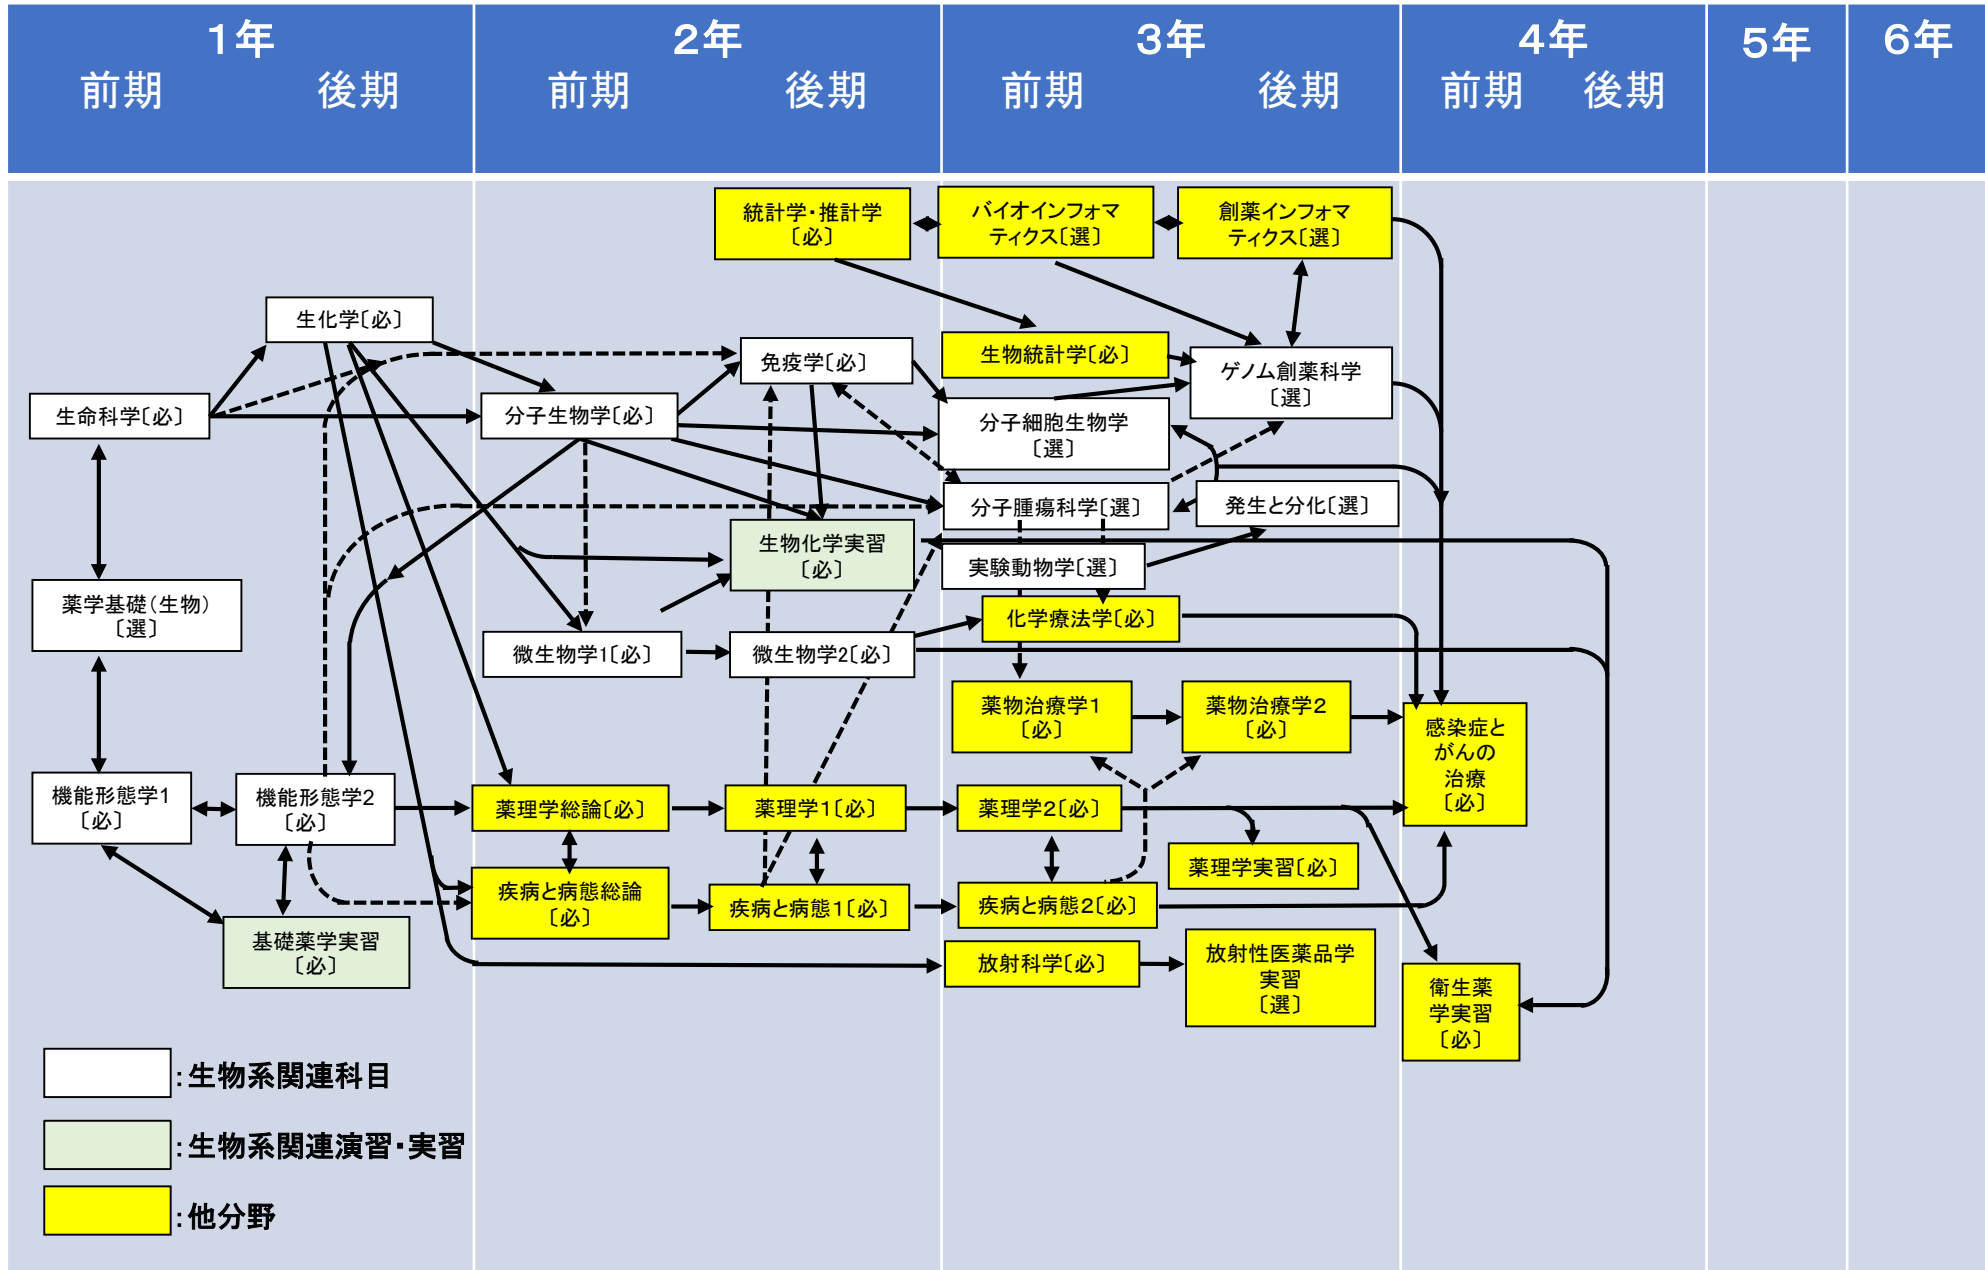 1年
前期 後期
2年
前期 後期
3年
前期 後期
4年
前期 後期
5年
6年
統計学・推計学
〔必〕
バイオインフォマ
ティクス〔選〕
創薬インフォマ
ティクス〔選〕
生化学〔必〕
免疫学〔必〕
生物統計学〔必〕
ゲノム創薬科学
〔選〕
生命科学〔必〕
分子生物学〔必〕
分子細胞生物学
〔選〕
分子腫瘍科学〔選〕
発生と分化〔選〕
生物化学実習
〔必〕
実験動物学〔選〕
薬学基礎(生物)
〔選〕
化学療法学〔必〕
微生物学1〔必〕
微生物学2〔必〕
薬物治療学1
〔必〕
薬物治療学2
〔必〕
感染症と
がんの
治療
〔必〕
機能形態学1
〔必〕
機能形態学2
〔必〕
薬理学総論〔必〕
薬理学1〔必〕
薬理学2〔必〕
薬理学実習〔必〕
疾病と病態総論
〔必〕
疾病と病態1〔必〕
疾病と病態2〔必〕
基礎薬学実習
〔必〕
放射科学〔必〕
放射性医薬品学
実習
〔選〕
衛生薬
学実習
〔必〕
:生物系関連科目
:生物系関連演習・実習
:他分野